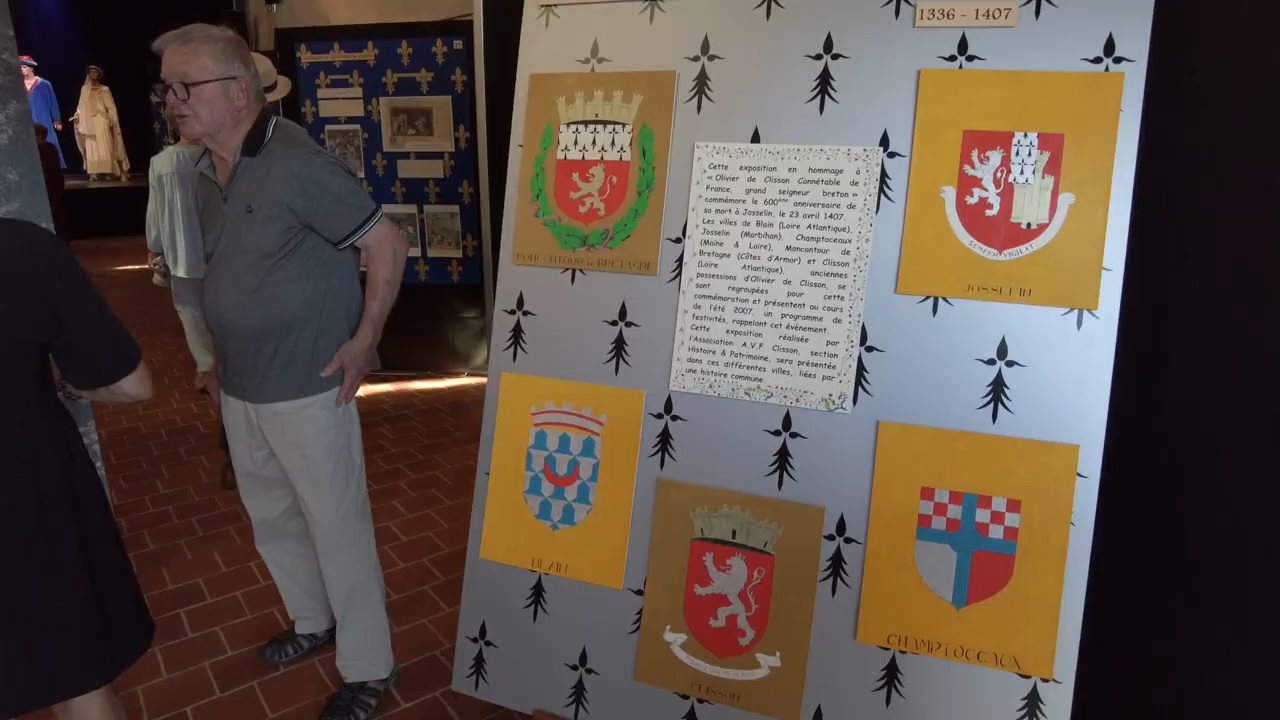 1336 - 1407
17
MONCONTOUR DE BRETAGNE
Cette exposition en hommage à
« Olivier de Clisson Connétable de
France, grand seigneur breton »
commémore le 600ème anniversaire de
sa mort à Josselin, le 23 avril 1407.
Les villes de Blain (Loire Atlantique),
Josselin (Morbihan), Champtoceaux
(Maine & Loire), Moncontour de
Bretagne (Côtes d'Armor) et Clisson
(Loire Atlantique), anciennes
possessions d'Olivier de Clisson, se
sont regroupées pour cette
commémoration et présentent au cours
de l'été 2007, un programme de
festivités, rappelant cet événement.
Cette exposition réalisée par
l'Association A.V.F Clisson, section
Histoire & Patrimoine, sera présentée
dans ces différentes villes, liées par
une histoire commune
SEMPER VIGILAT
JOSSELIN
BLAIN
CLISSON
CHAMPTOCEAUX